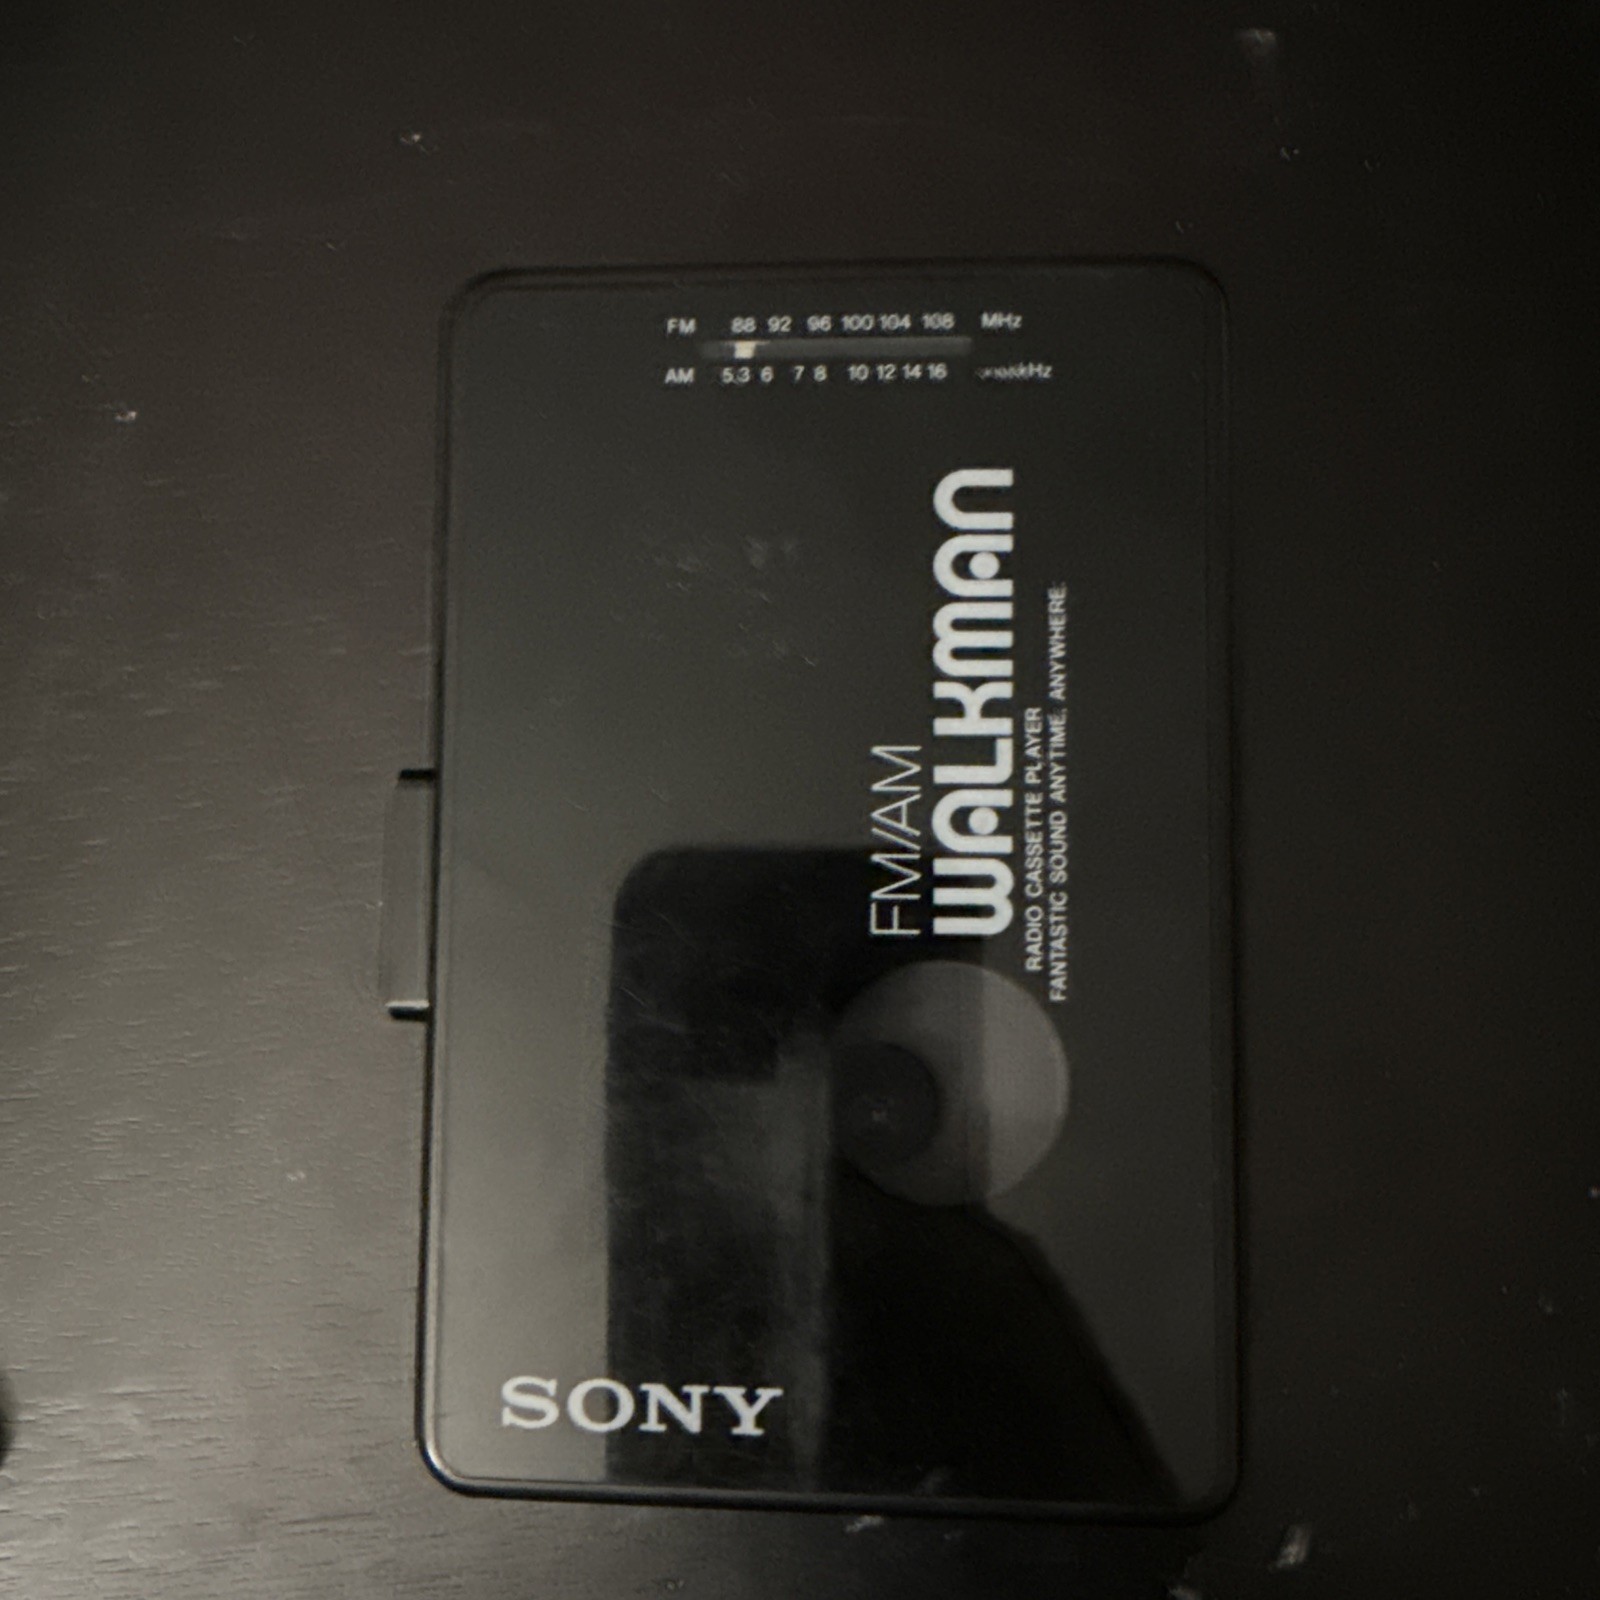 FM 88 92 96 100 104 108 MHz
AM 5.3 6 7 8 10 12 14 16 kHz
FM/AM
WALKMAN
RADIO CASSETTE PLAYER
FANTASTIC SOUND ANYTIME, ANYWHERE.
SONY